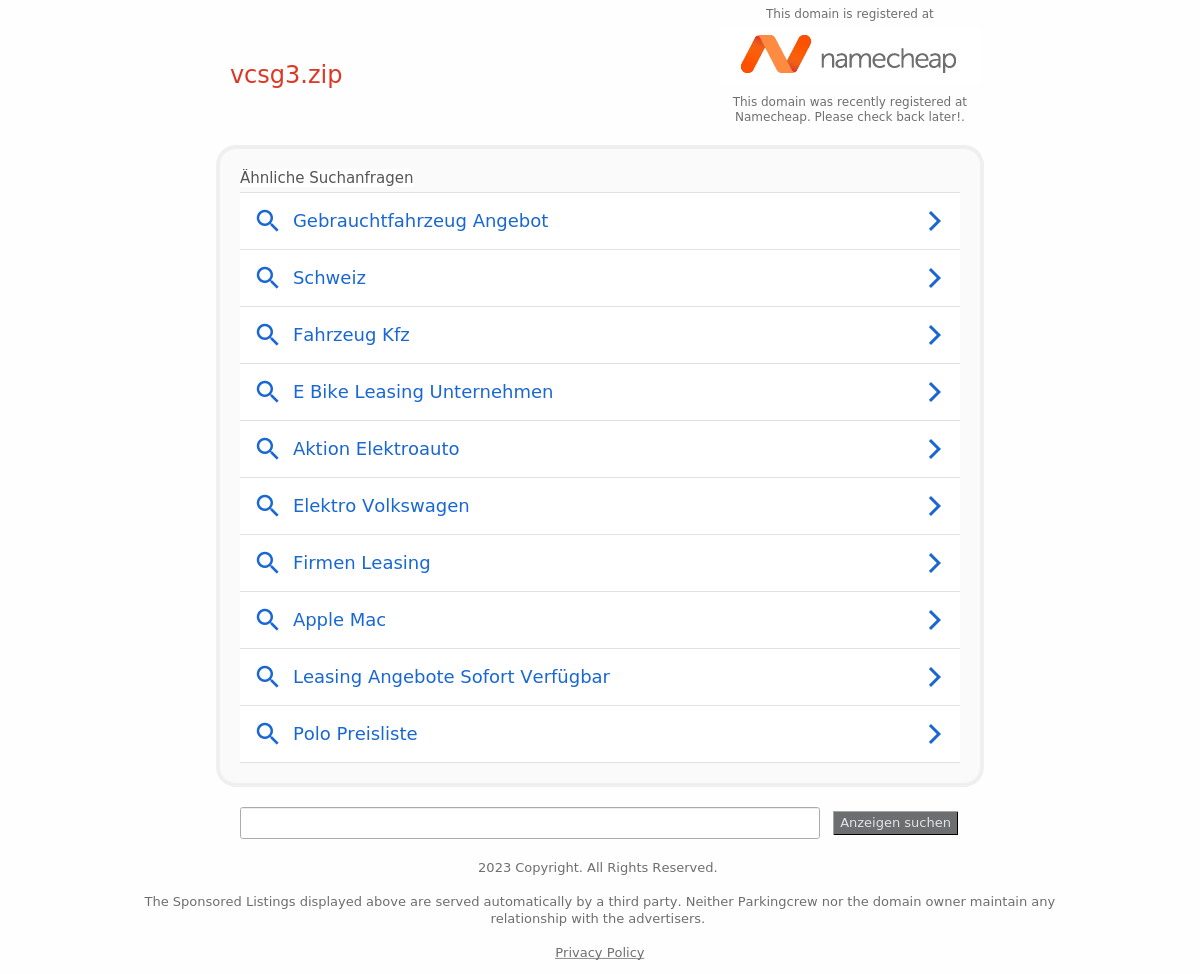 This domain is registered at
namecheap
vcsg3.zip
This domain was recently registered at
Namecheap. Please check back later!.
Ähnliche Suchanfragen
Gebrauchtfahrzeug Angebot
Schweiz
Fahrzeug Kfz
E Bike Leasing Unternehmen
Aktion Elektroauto
Elektro Volkswagen
Firmen Leasing
Apple Mac
Leasing Angebote Sofort Verfügbar
Polo Preisliste
Anzeigen suchen
2023 Copyright. All Rights Reserved.
The Sponsored Listings displayed above are served automatically by a third party. Neither Parkingcrew nor the domain owner maintain any
relationship with the advertisers.
Privacy Policy